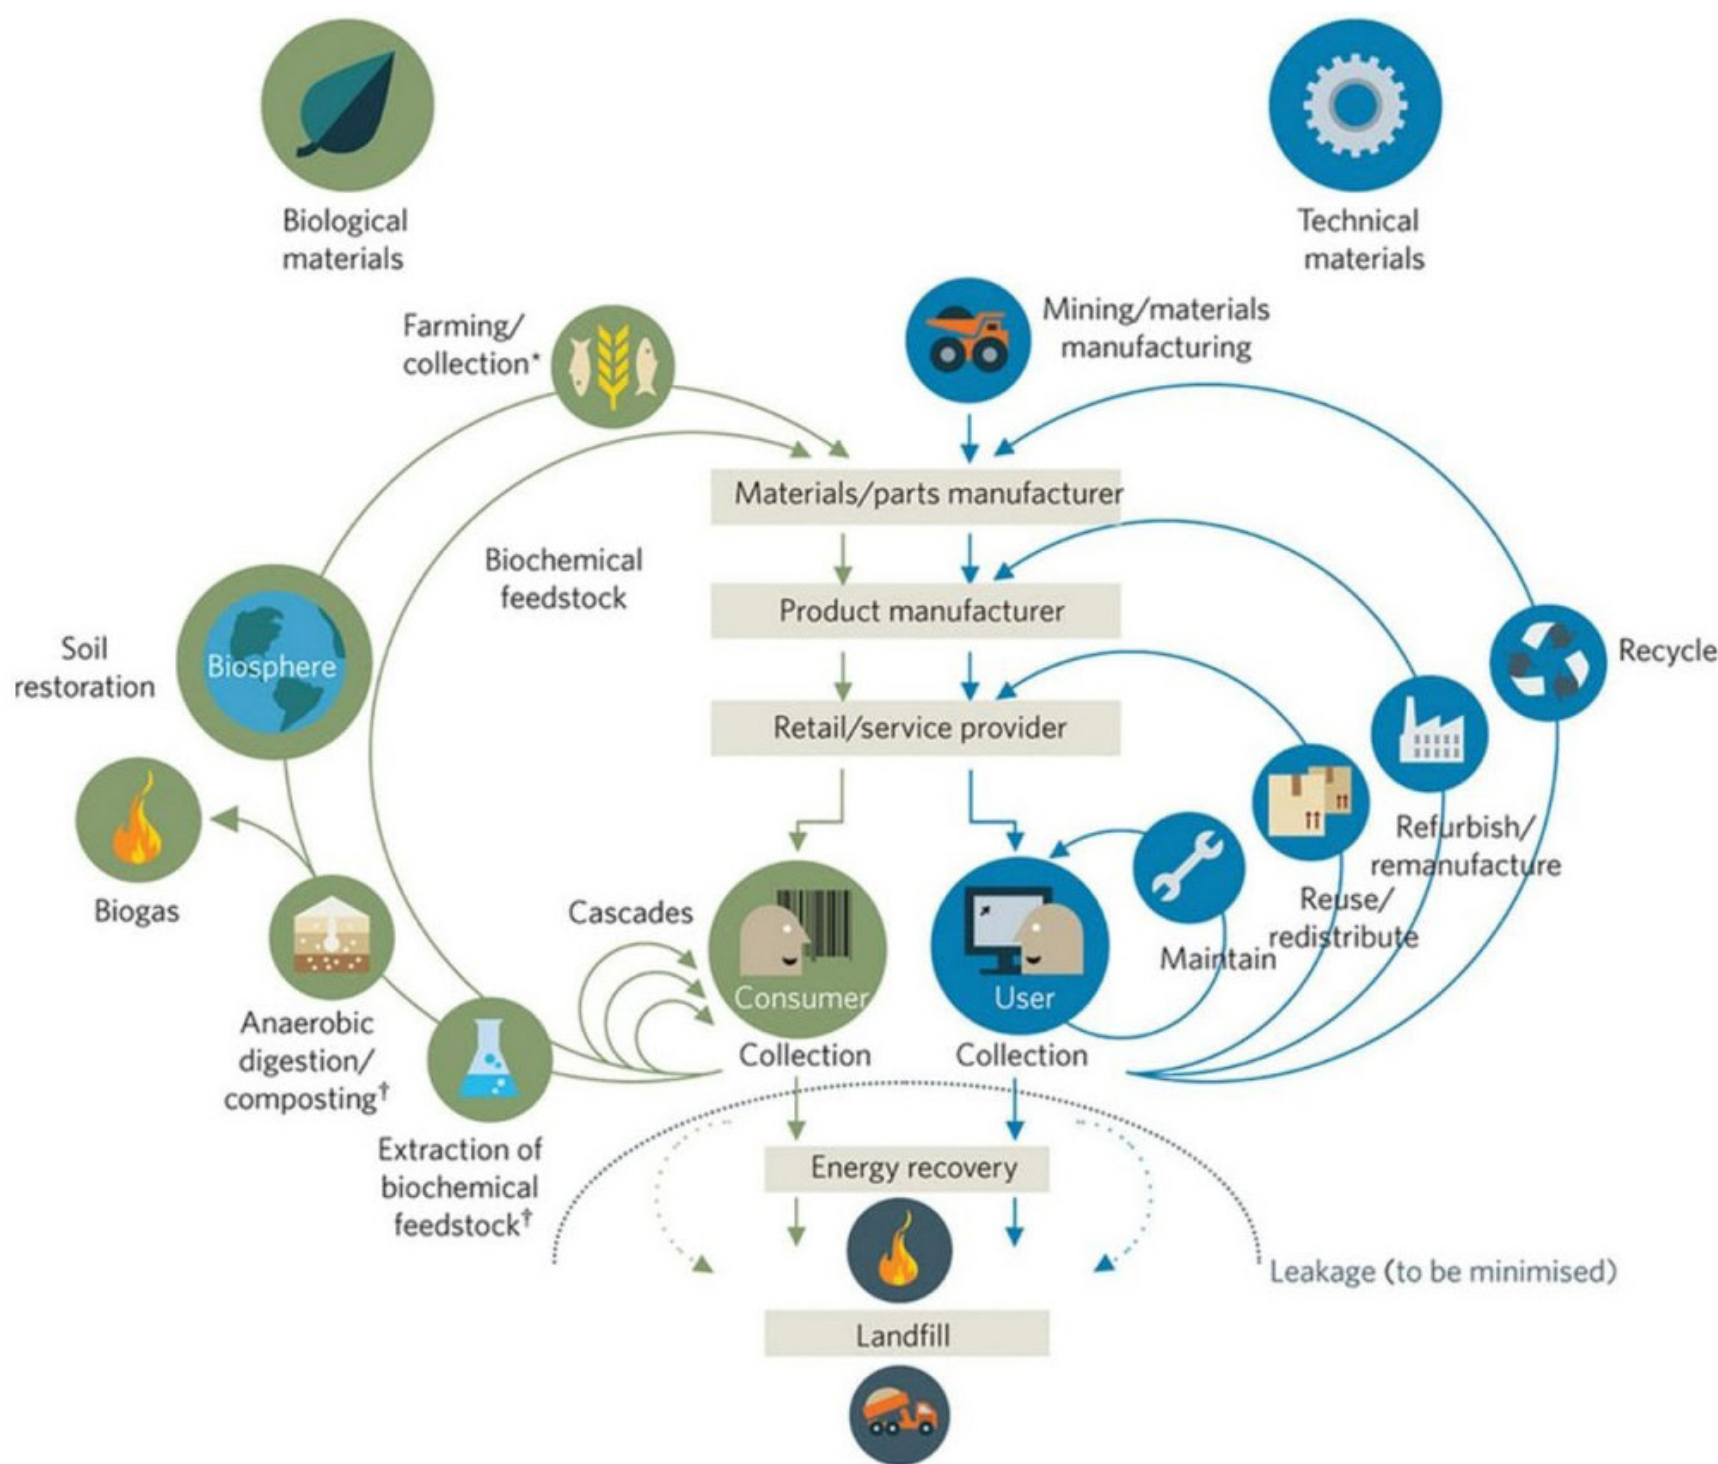 Biological
materials
Technical
materials
Farming/
collection*
Mining/materials
manufacturing
Materials/parts manufacturer
Biochemical
feedstock
Product manufacturer
Soil
restoration
Biosphere
Recycle
Retail/service provider
Biogas
Refurbish/
remanufacture
Cascades
Reuse/
redistribute
Maintain
Consumer
User
Anaerobic
digestion/
composting†
Collection
Collection
Extraction of
biochemical
feedstock†
Energy recovery
Leakage (to be minimised)
Landfill